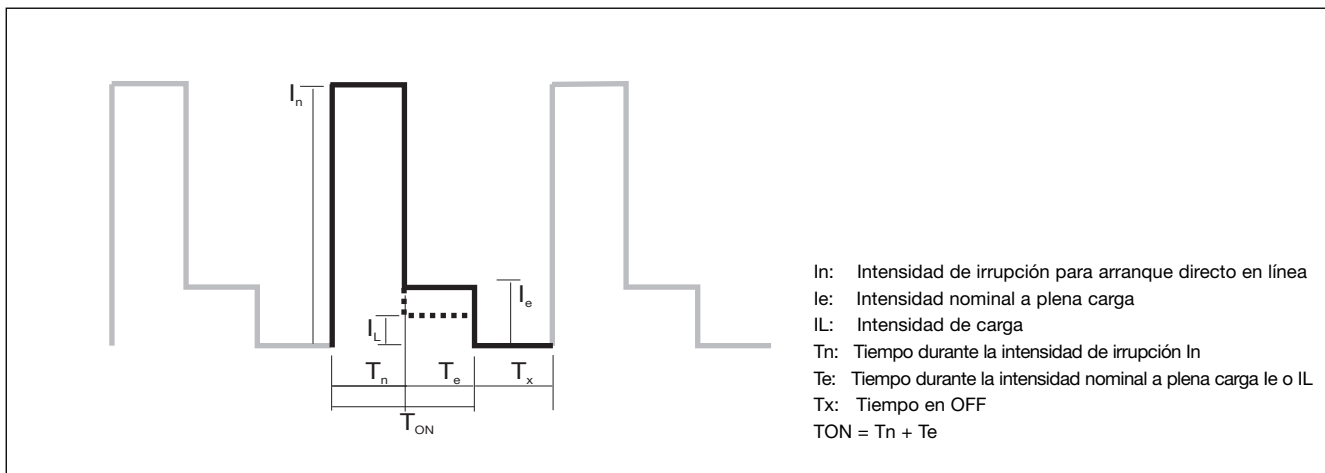 In
Ie
IL
Tn Te Tx
TON
In: Intensidad de irrupción para arranque directo en línea
Ie: Intensidad nominal a plena carga
IL: Intensidad de carga
Tn: Tiempo durante la intensidad de irrupción In
Te: Tiempo durante la intensidad nominal a plena carga Ie o IL
Tx: Tiempo en OFF
TON = Tn + Te